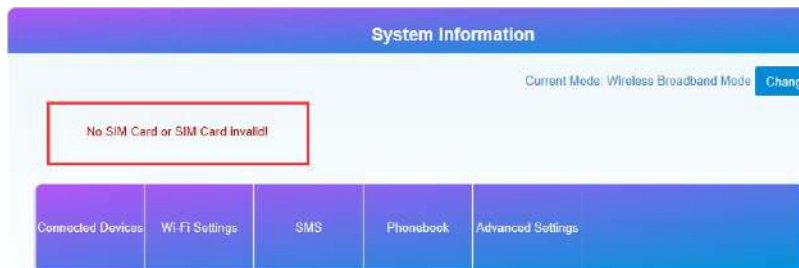 System Information
Current Mode: Wireless Broadband Mode
No SIM Card or SIM Card invalid!
Connected Devices Wi-Fi Settings SMS Phonebook Advanced Settings